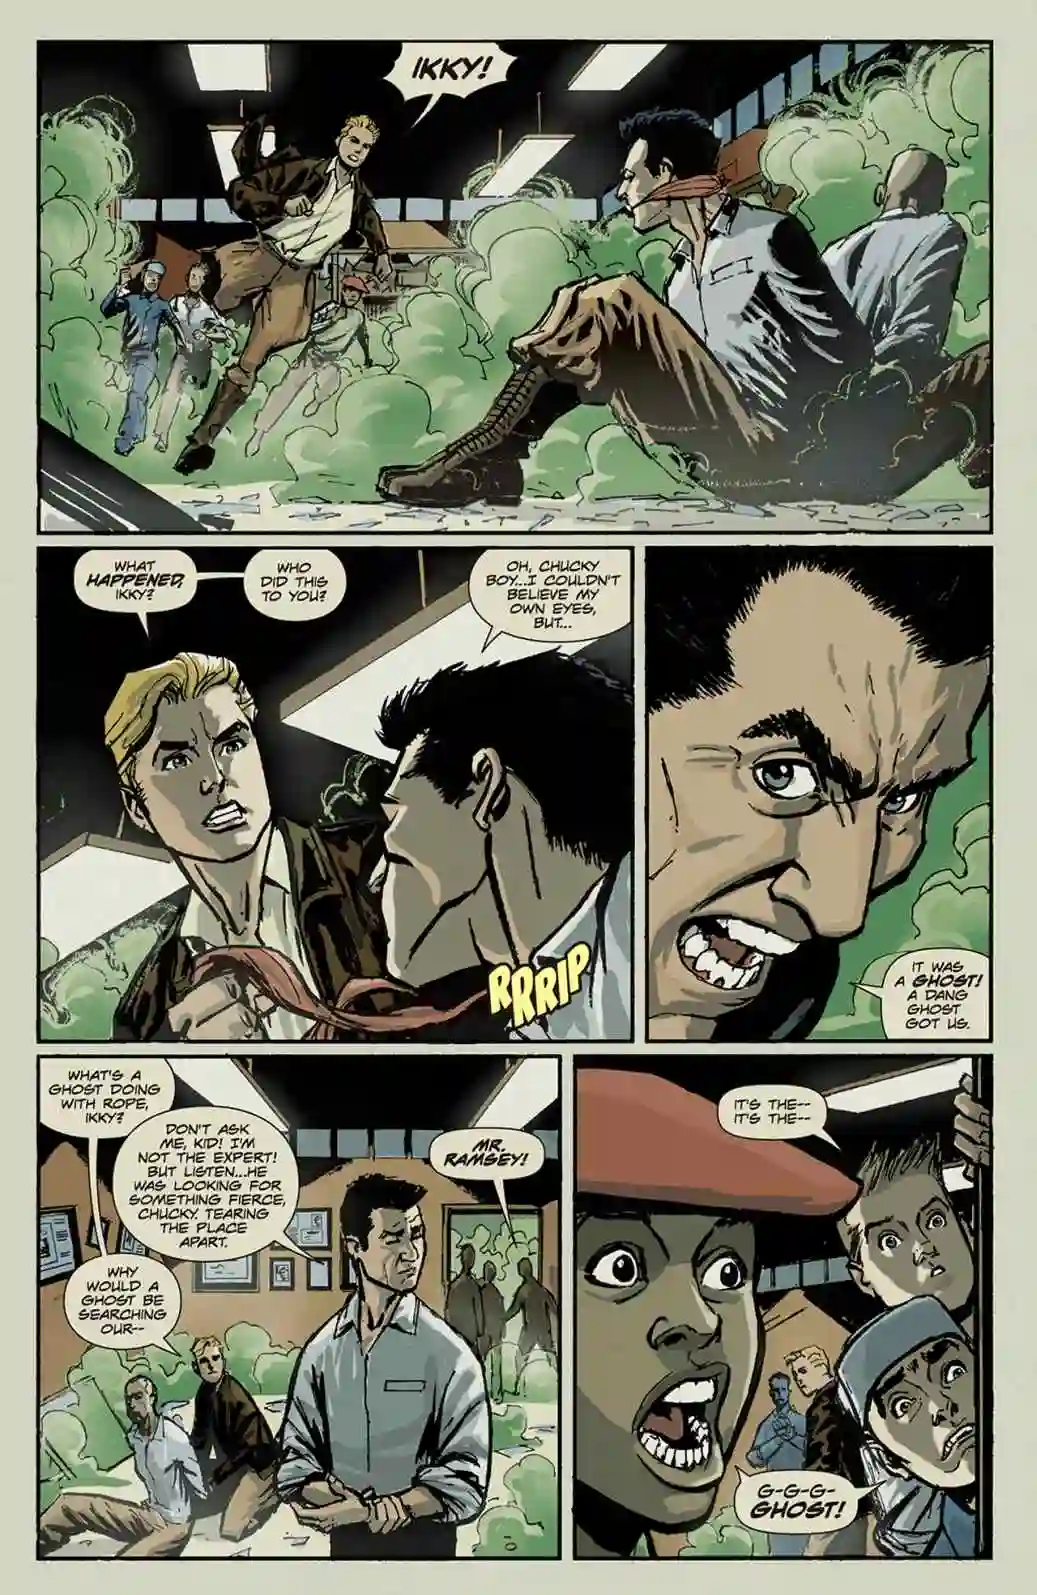 IKKY!
WHAT
HAPPENED,
IKKY?
WHO
DID THIS
TO YOU?
OH, CHUCKY
BOY...I COULDN'T
BELIEVE MY
OWN EYES,
BUT...
RRRIP
IT WAS
A GHOST!
A DANG
GHOST
GOT US.
WHAT'S A
GHOST DOING
WITH ROPE,
IKKY?
DON'T ASK
ME, KID! I'M
NOT THE EXPERT!
BUT LISTEN...HE
WAS LOOKING FOR
SOMETHING FIERCE,
CHUCKY. TEARING
THE PLACE
APART.
WHY
WOULD A
GHOST BE
SEARCHING
OUR--
MR.
RAMSEY!
IT'S THE--
IT'S THE--
G-G-G-
GHOST!